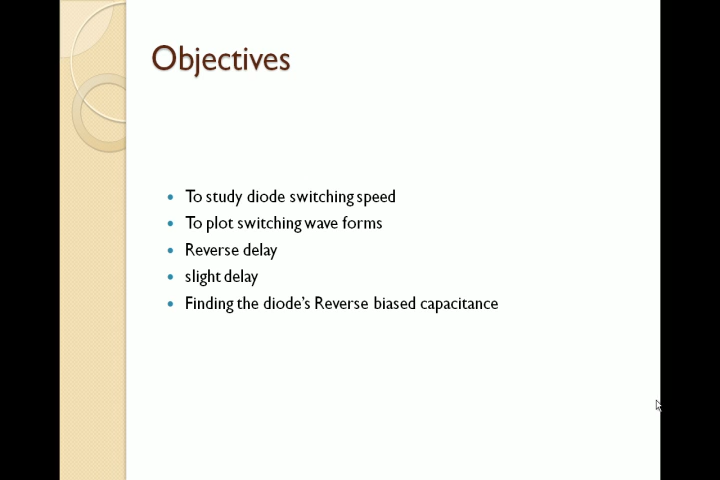 Objectives
• To study diode switching speed
• To plot switching wave forms
• Reverse delay
• slight delay
• Finding the diode's Reverse biased capacitance